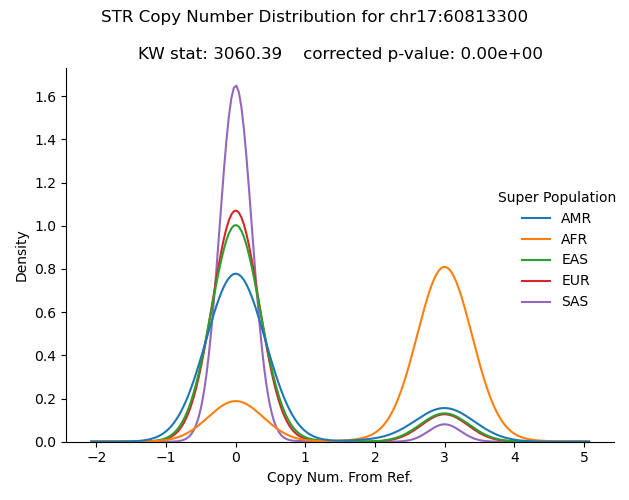 STR Copy Number Distribution for chr17:60813300
KW stat: 3060.39    corrected p-value: 0.00e+00
Density
1.6
1.4
1.2
1.0
0.8
0.6
0.4
0.2
0.0
−2
−1
0
1
2
3
4
5
Copy Num. From Ref.
Super Population
AMR
AFR
EAS
EUR
SAS